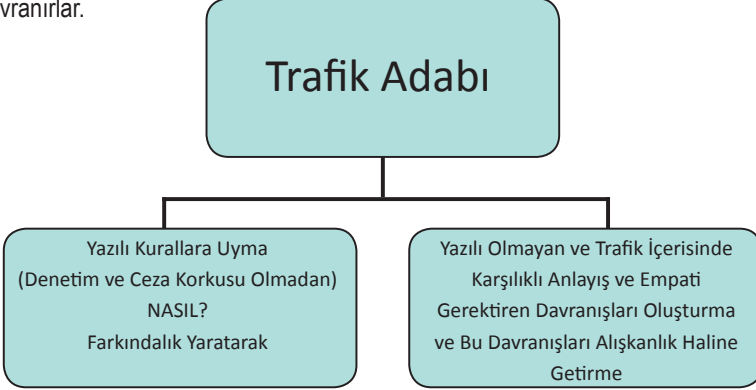 vranırlar.
Trafik Adabı
Yazılı Kurallara Uyma
(Denetim ve Ceza Korkusu Olmadan)
NASIL?
Farkındalık Yaratarak
Yazılı Olmayan ve Trafik İçerisinde
Karşılıklı Anlayış ve Empati
Gerektiren Davranışları Oluşturma
ve Bu Davranışları Alışkanlık Haline
Getirme